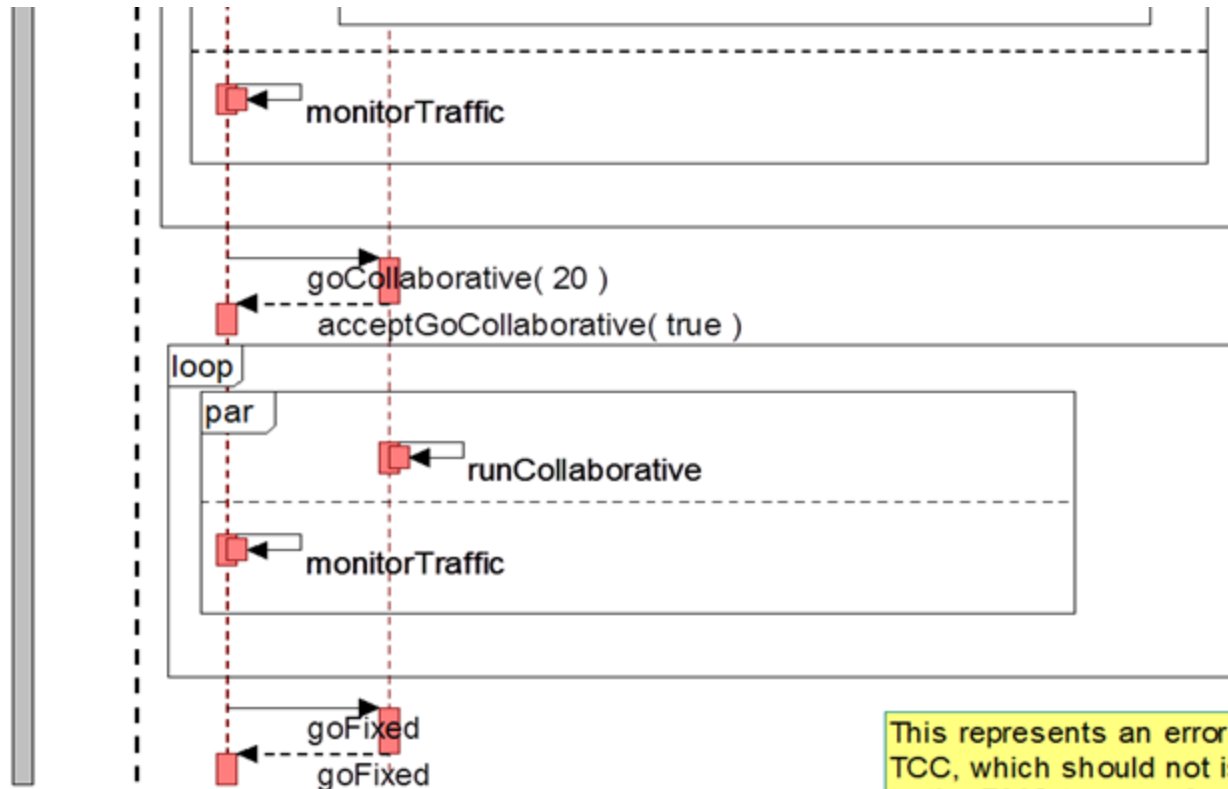 monitorTraffic
goCollaborative( 20 )
acceptGoCollaborative( true )
loop
par
runCollaborative
monitorTraffic
goFixed
goFixed
This represents an error
TCC, which should not